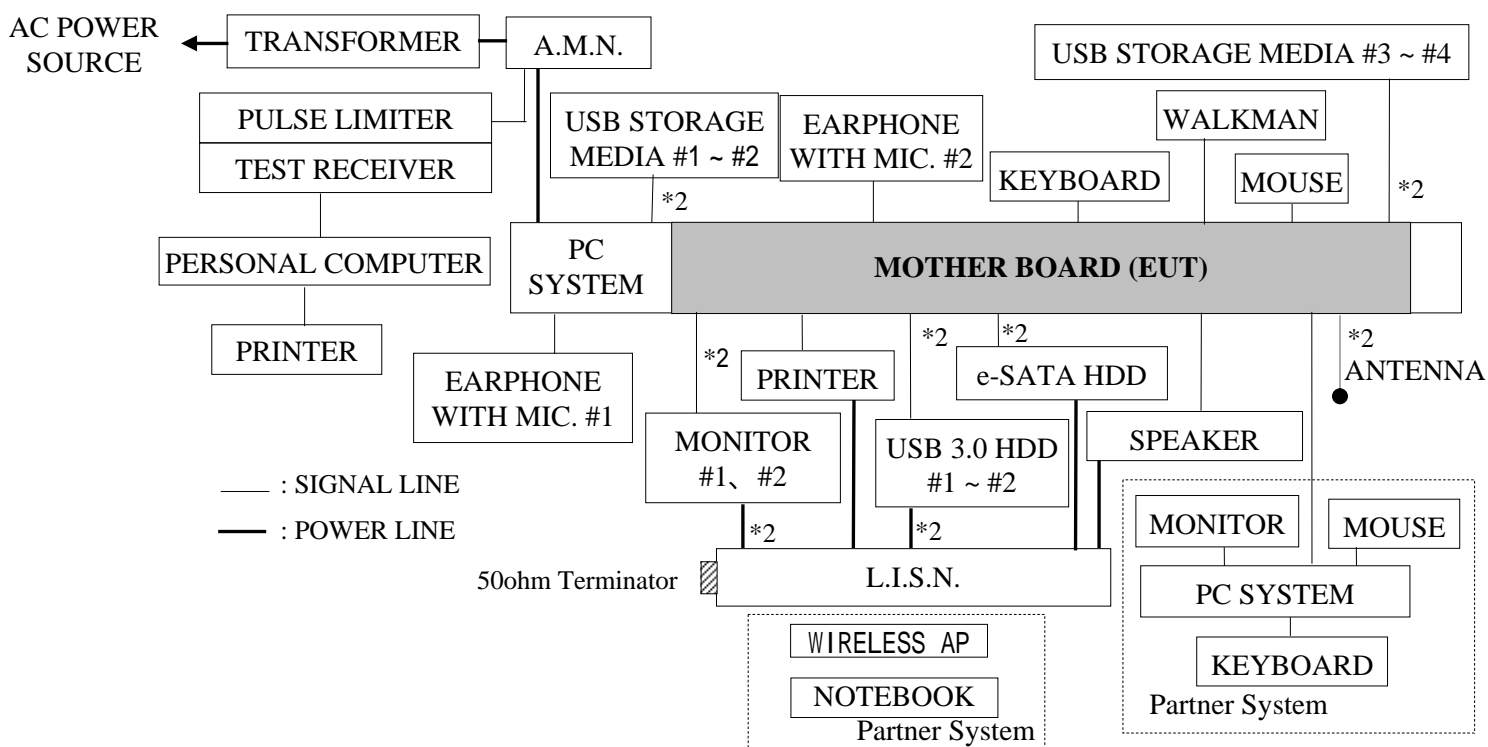 AC POWER
SOURCE
TRANSFORMER
A.M.N.
USB STORAGE MEDIA #3 ~ #4
PULSE LIMITER
TEST RECEIVER
USB STORAGE
MEDIA #1 ~ #2
EARPHONE
WITH MIC. #2
WALKMAN
KEYBOARD
MOUSE
*2
*2
PERSONAL COMPUTER
PC
SYSTEM
MOTHER BOARD (EUT)
PRINTER
*2
*2
*2
*2
EARPHONE
WITH MIC. #1
PRINTER
e-SATA HDD
ANTENNA
MONITOR
#1、 #2
USB 3.0 HDD
#1 ~ #2
SPEAKER
: SIGNAL LINE
: POWER LINE
*2
*2
MONITOR
MOUSE
50ohm Terminator
L.I.S.N.
PC SYSTEM
WIRELESS AP
KEYBOARD
NOTEBOOK
Partner System
Partner System